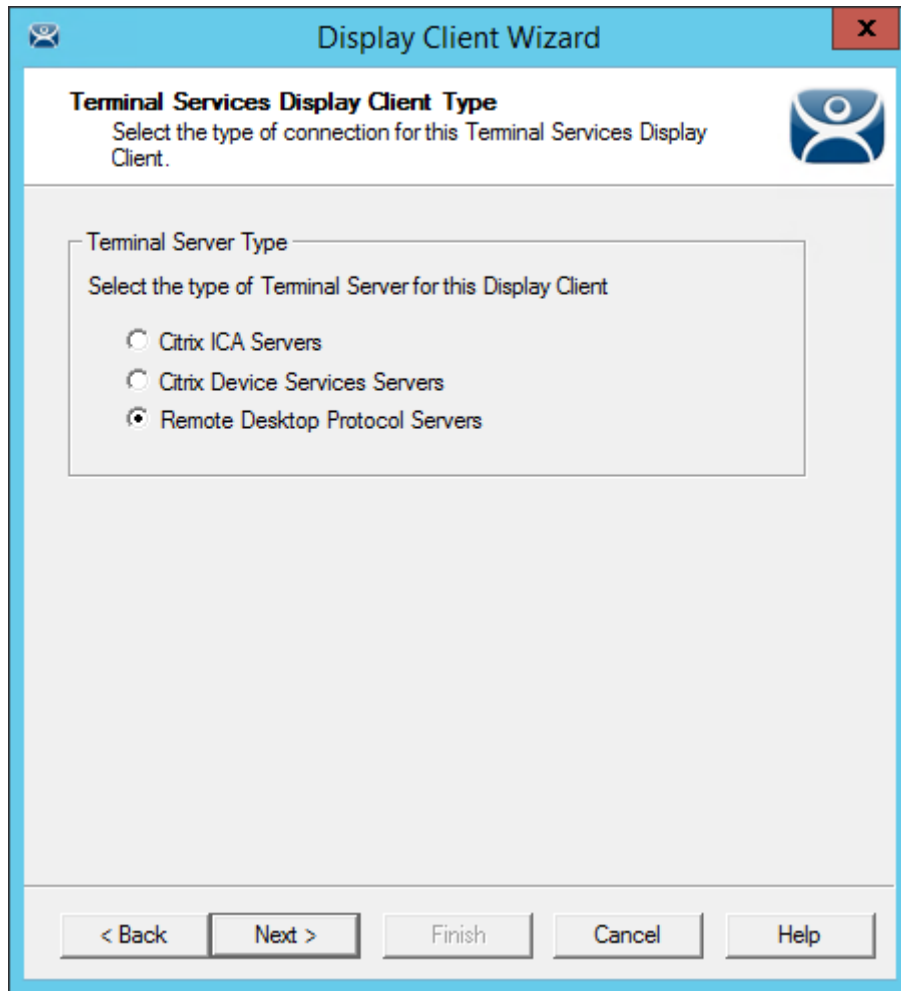 Display Client Wizard
x
Terminal Services Display Client Type
Select the type of connection for this Terminal Services Display
Client.
Terminal Server Type
Select the type of Terminal Server for this Display Client
Citrix ICA Servers
Citrix Device Services Servers
Remote Desktop Protocol Servers
< Back Next > Finish Cancel Help